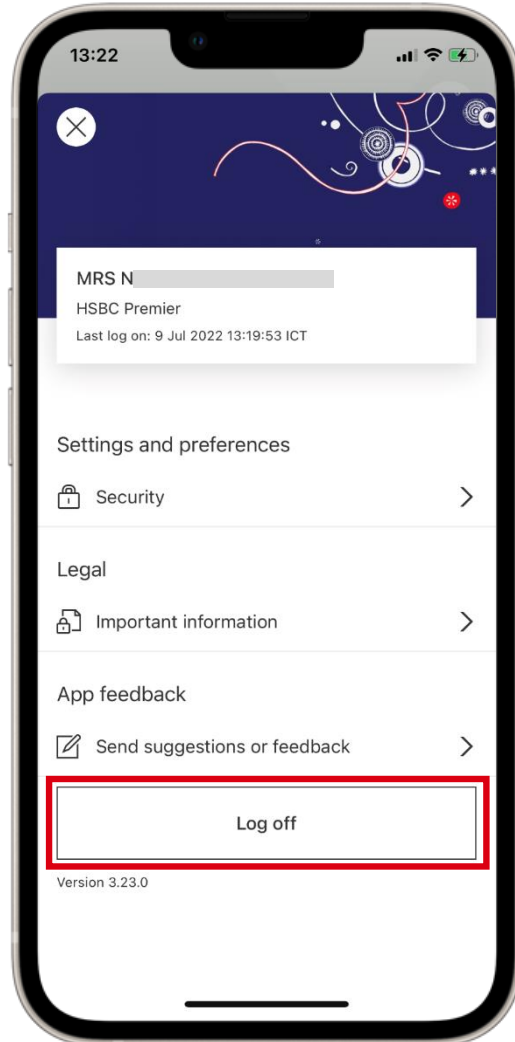 13:22
MRS N
HSBC Premier
Last log on: 9 Jul 2022 13:19:53 ICT
Settings and preferences
Security
Legal
Important information
App feedback
Send suggestions or feedback
Log off
Version 3.23.0